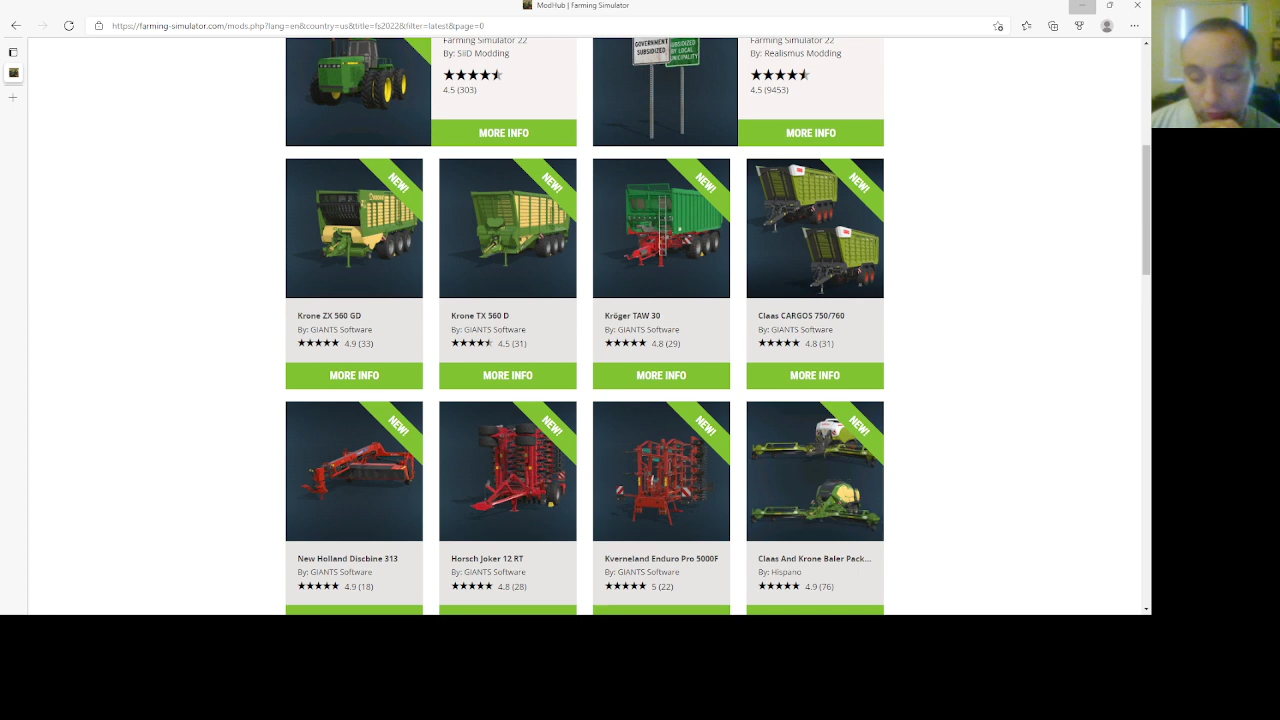 ModHub | Farming Simulator
https://farming-simulator.com/mods.php?lang=en&country=us&title=fs2022&filter=latest&page=0
Farming Simulator 22
By: SiiD Modding
4.5 (303)
MORE INFO
GOVERNMENT SUBSIDIZED
SUBSIDIZED BY LOCAL MUNICIPALITY
Farming Simulator 22
By: Realismus Modding
4.5 (9453)
MORE INFO
NEW!
Krone ZX 560 GD
By: GIANTS Software
4.9 (33)
MORE INFO
NEW!
Krone TX 560 D
By: GIANTS Software
4.5 (31)
MORE INFO
NEW!
Kröger TAW 30
By: GIANTS Software
4.8 (29)
MORE INFO
NEW!
Claas CARGOS 750/760
By: GIANTS Software
4.8 (31)
MORE INFO
NEW!
New Holland Discbine 313
By: GIANTS Software
4.9 (18)
NEW!
Horsch Joker 12 RT
By: GIANTS Software
4.8 (28)
NEW!
Kverneland Enduro Pro 5000F
By: GIANTS Software
5 (22)
NEW!
Claas And Krone Baler Pack...
By: Hispano
4.9 (76)